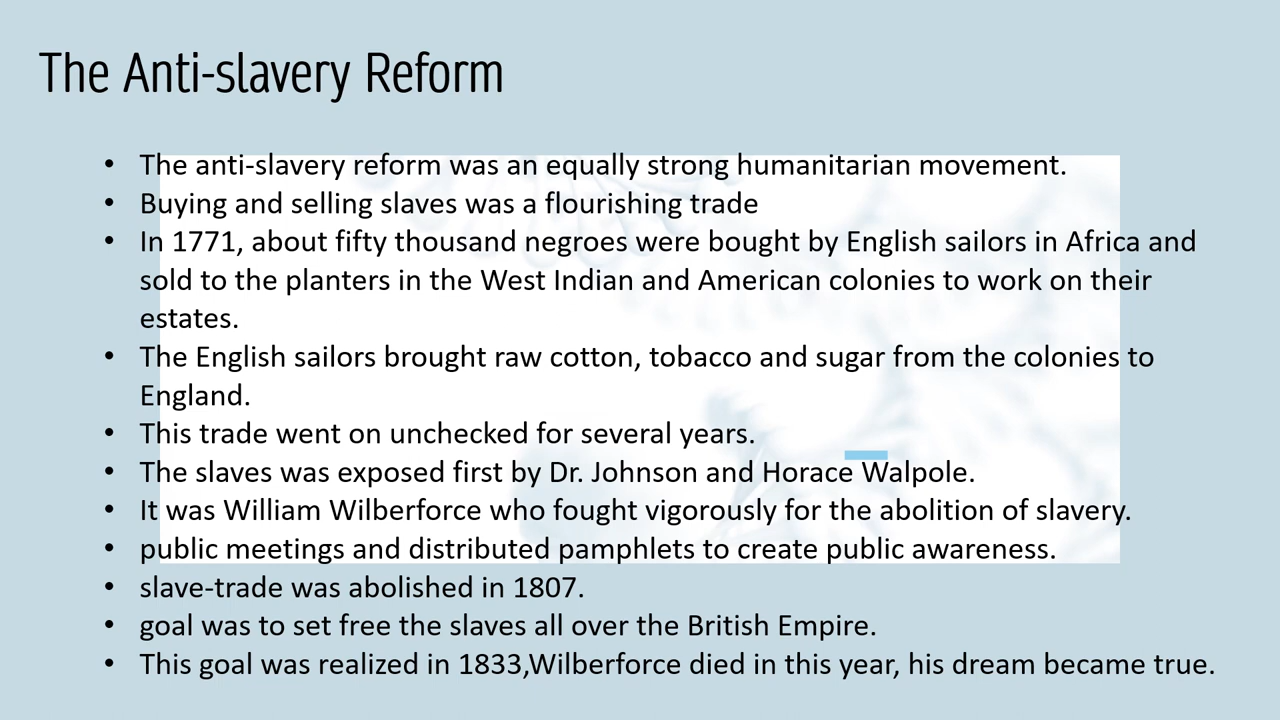 The Anti-slavery Reform
• The anti-slavery reform was an equally strong humanitarian movement.
• Buying and selling slaves was a flourishing trade
• In 1771, about fifty thousand negroes were bought by English sailors in Africa and
sold to the planters in the West Indian and American colonies to work on their
estates.
• The English sailors brought raw cotton, tobacco and sugar from the colonies to
England.
• This trade went on unchecked for several years.
• The slaves was exposed first by Dr. Johnson and Horace Walpole.
• It was William Wilberforce who fought vigorously for the abolition of slavery.
• public meetings and distributed pamphlets to create public awareness.
• slave-trade was abolished in 1807.
• goal was to set free the slaves all over the British Empire.
• This goal was realized in 1833,Wilberforce died in this year, his dream became true.